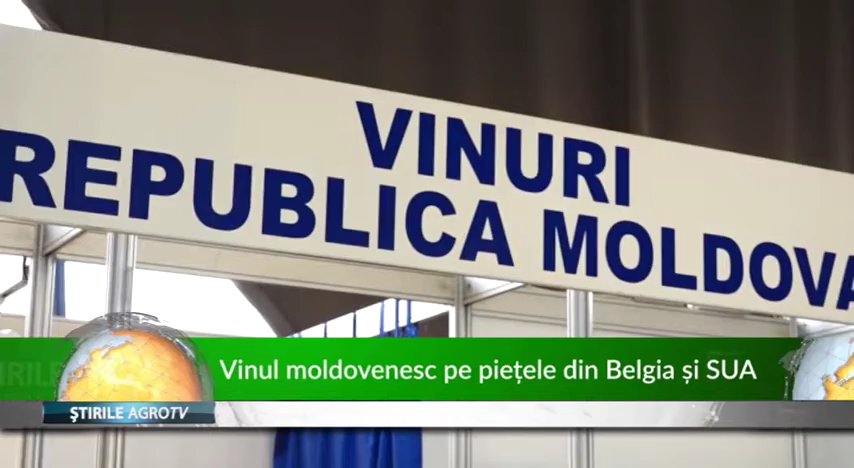 VINURI
REPUBLICA MOLDOVA
Vinul moldovenesc pe piețele din Belgia și SUA
ȘTIRILE AGROTV